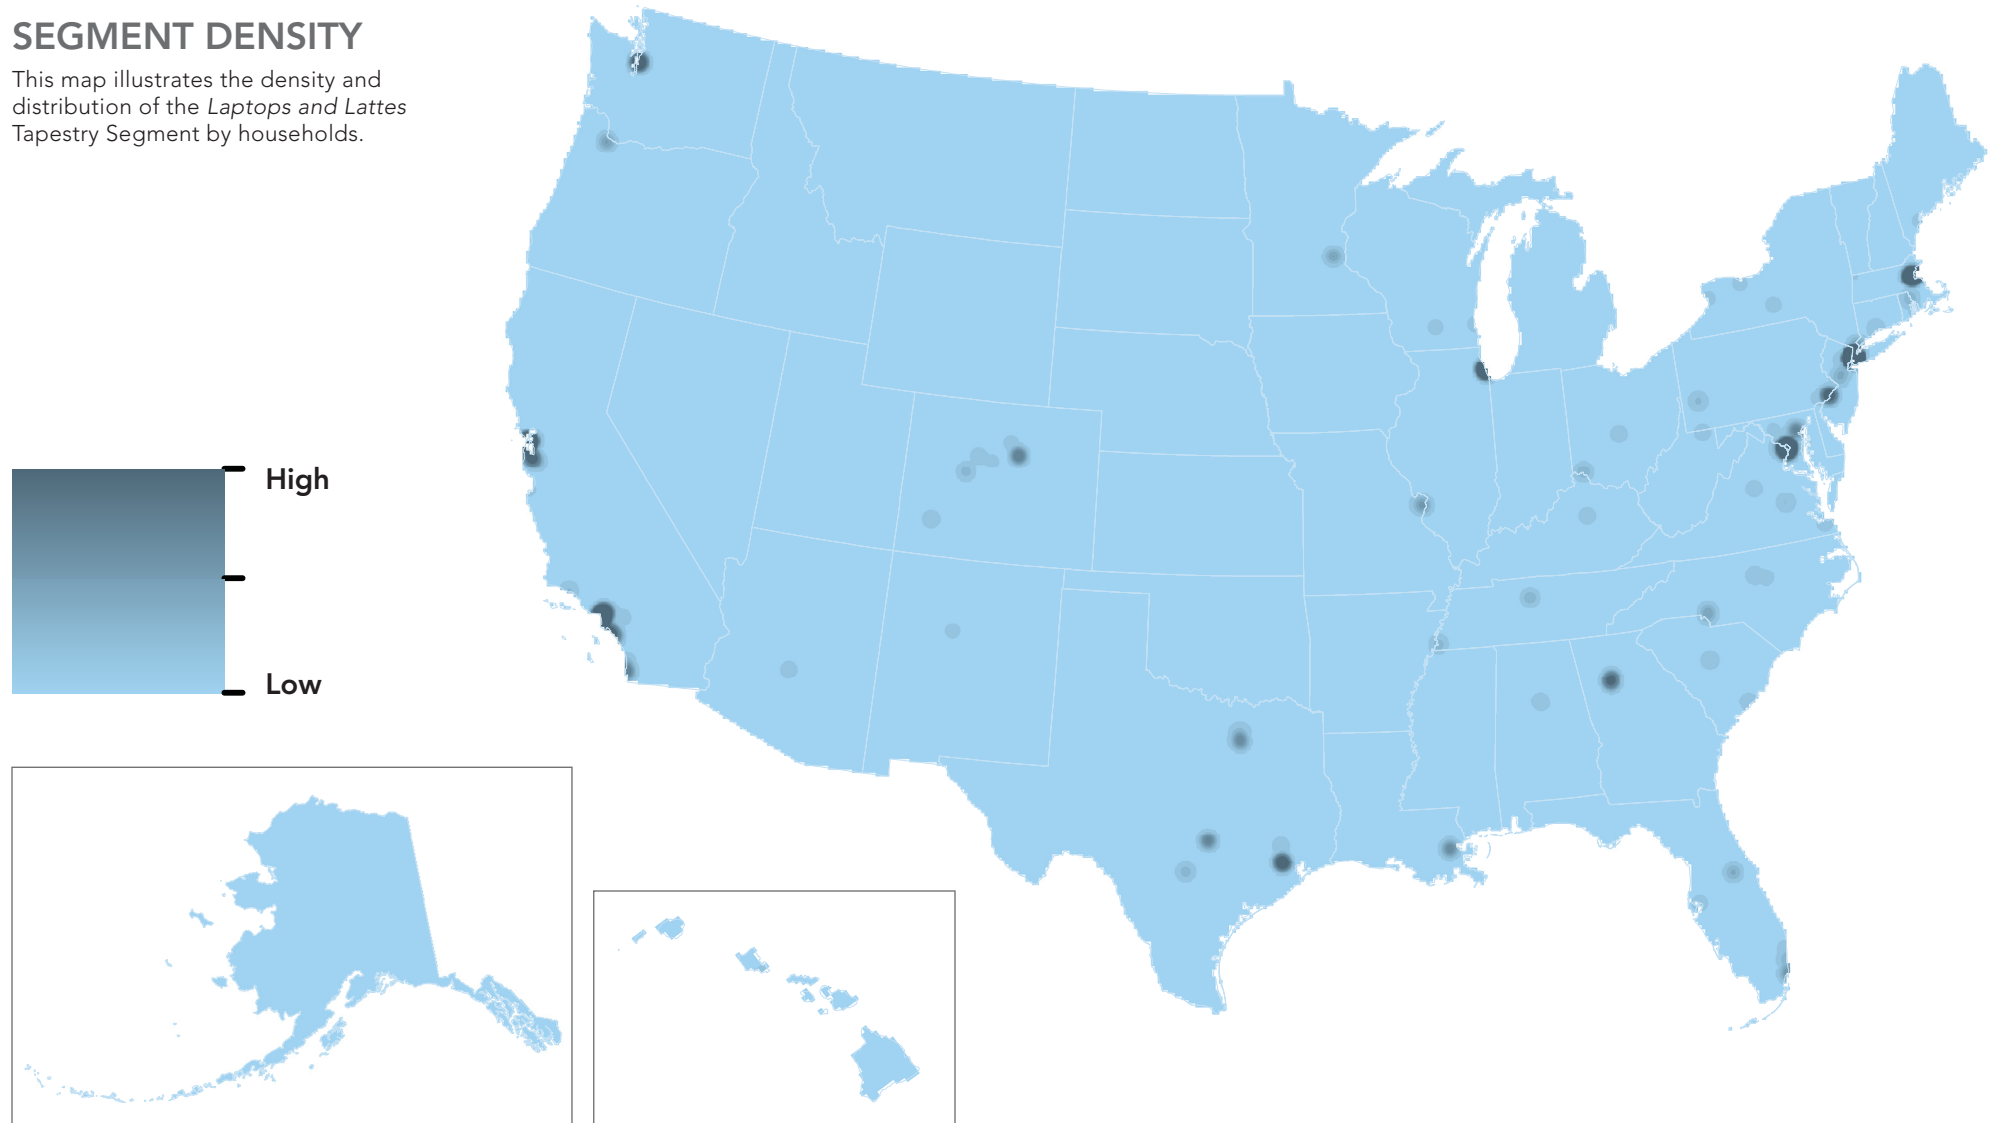 SEGMENT DENSITY
This map illustrates the density and
distribution of the Laptops and Lattes
Tapestry Segment by households.
High
Low